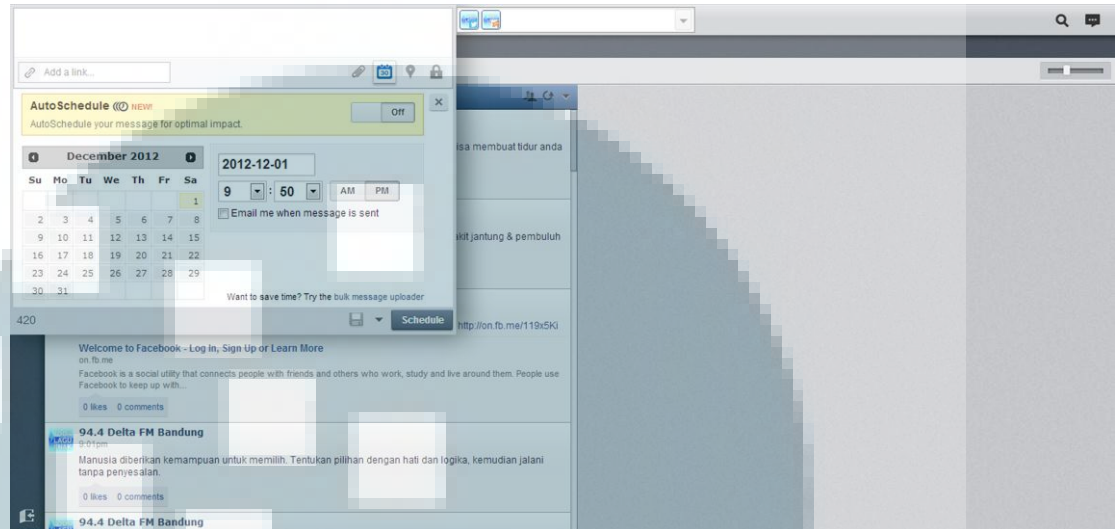 Add a link...
AutoSchedule NEW!
AutoSchedule your message for optimal impact.
Off
December 2012
Su Mo Tu We Th Fr Sa
1
2 3 4 5 6 7 8
9 10 11 12 13 14 15
16 17 18 19 20 21 22
23 24 25 26 27 28 29
30 31
2012-12-01
9 : 50 AM PM
Email me when message is sent
Want to save time? Try the bulk message uploader
420
Schedule
isa membuat tidur anda
jantung & pembuluh
http://on.fb.me/119x5Ki
Welcome to Facebook - Log In, Sign Up or Learn More
on.fb.me
Facebook is a social utility that connects people with friends and others who work, study and live around them. People use
Facebook to keep up with...
0 likes 0 comments
94.4 Delta FM Bandung
9:01pm
Manusia diberikan kemampuan untuk memilih. Tentukan pilihan dengan hati dan logika, kemudian jalani
tanpa penyesalan.
0 likes 0 comments
94.4 Delta FM Bandung